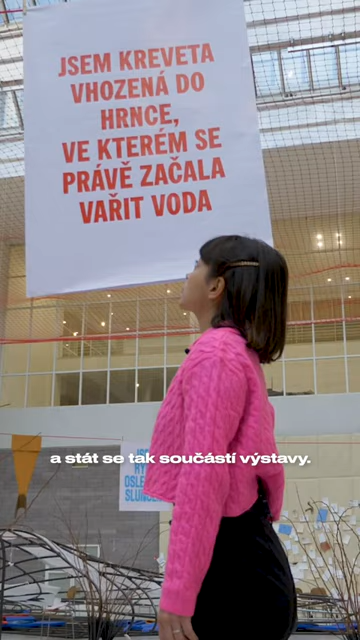 JSEM KREVETA
VHOZENÁ DO
HRNCE,
VE KTERÉM SE
PRÁVĚ ZAČALA
VAŘIT VODA
a stát se tak součástí výstavy.